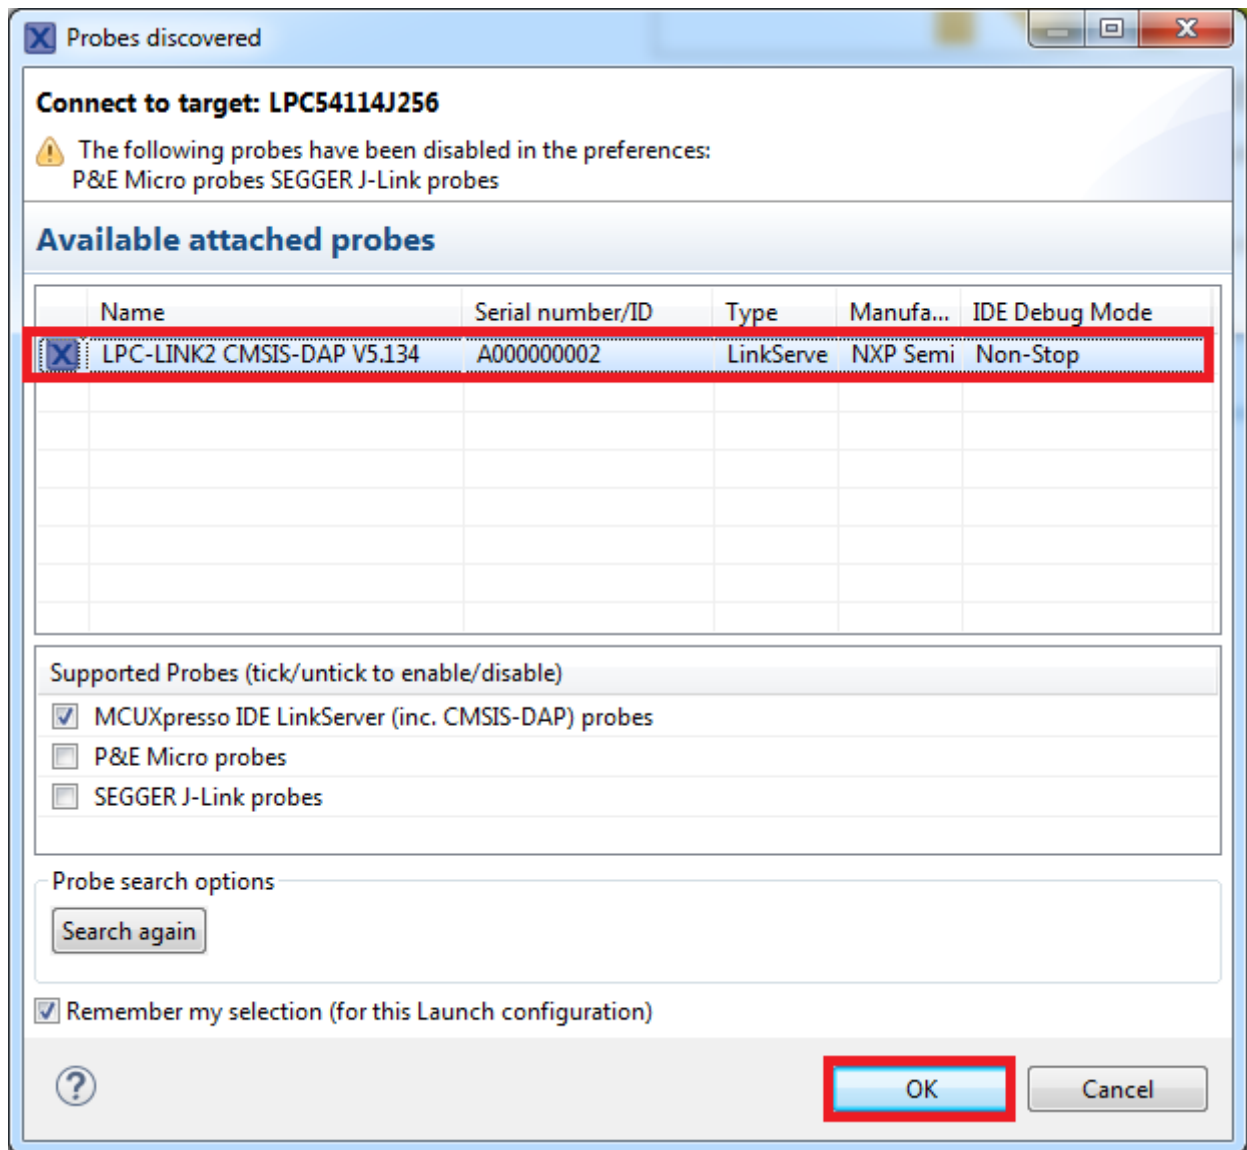 Probes discovered
Connect to target: LPC54114J256
The following probes have been disabled in the preferences:
P&E Micro probes SEGGER J-Link probes
Available attached probes
Name Serial number/ID Type Manufa... IDE Debug Mode
LPC-LINK2 CMSIS-DAP V5.134 A000000002 LinkServe NXP Semi Non-Stop
Supported Probes (tick/untick to enable/disable)
MCUXpresso IDE LinkServer (inc. CMSIS-DAP) probes
P&E Micro probes
SEGGER J-Link probes
Probe search options
Search again
Remember my selection (for this Launch configuration)
? OK Cancel